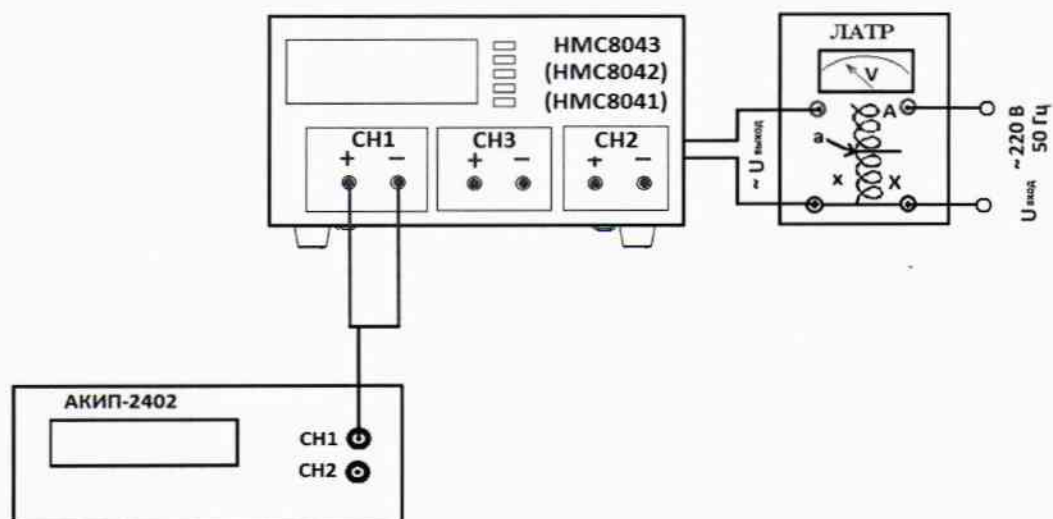 HMC8043
(HMC8042)
(HMC8041)
CH1
+ −
CH3
+ −
CH2
+ −
~ U выход
ЛАТР
V
A
a
x
X
U вход ~ 220 В
50 Гц
АКИП-2402
CH1
CH2